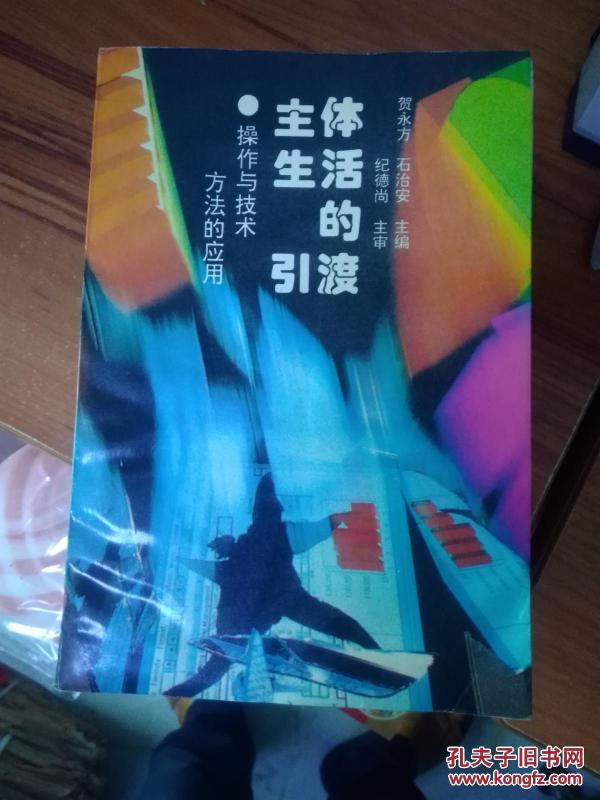 主体
生活
的
引渡
●操作与技术
方法的应用
贺永方 石治安 主编
纪德尚 主审
孔夫子旧书网
www.kongfz.com